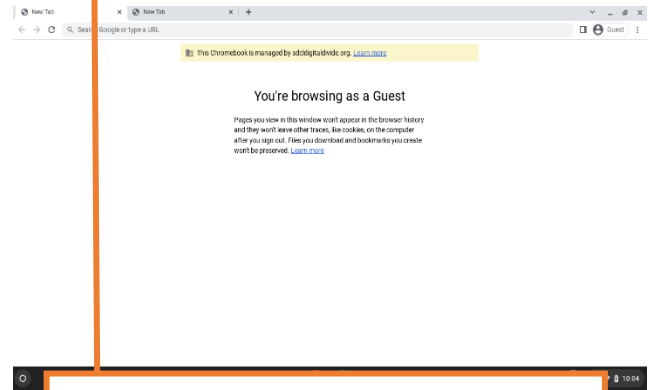 New Tab
New Tab
Search Google or type a URL
Guest
This Chromebook is managed by sdcldigitaldivide.org. Learn more
You're browsing as a Guest
Pages you view in this window won't appear in the browser history
and they won't leave other traces, like cookies, on the computer
after you sign out. Files you download and bookmarks you create
won't be preserved. Learn more
10:04